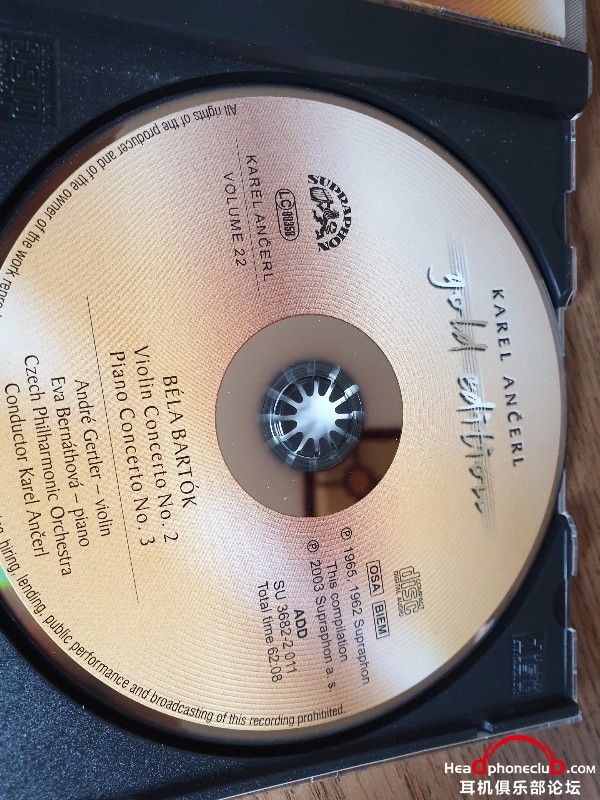 KAREL ANČERL
gold edition
SUPRAPHON
LC
KAREL ANČERL
VOLUME 22
COMPACT
disc
DIGITAL AUDIO
OSA BIEM
℗ 1965, 1962 Supraphon
This compilation
℗ 2003 Supraphon a. s.
ADD
SU 3682-2 011
Total time 62.08
BÉLA BARTÓK
Violin Concerto No. 2
Piano Concerto No. 3
André Gertler – violin
Eva Bernáthová – piano
Czech Philharmonic Orchestra
Conductor Karel Ančerl
All rights of the producer and of the owner of the work
hiring, lending, public performance and broadcasting of this recording prohibited.
Headphoneclub.com
耳机俱乐部论坛